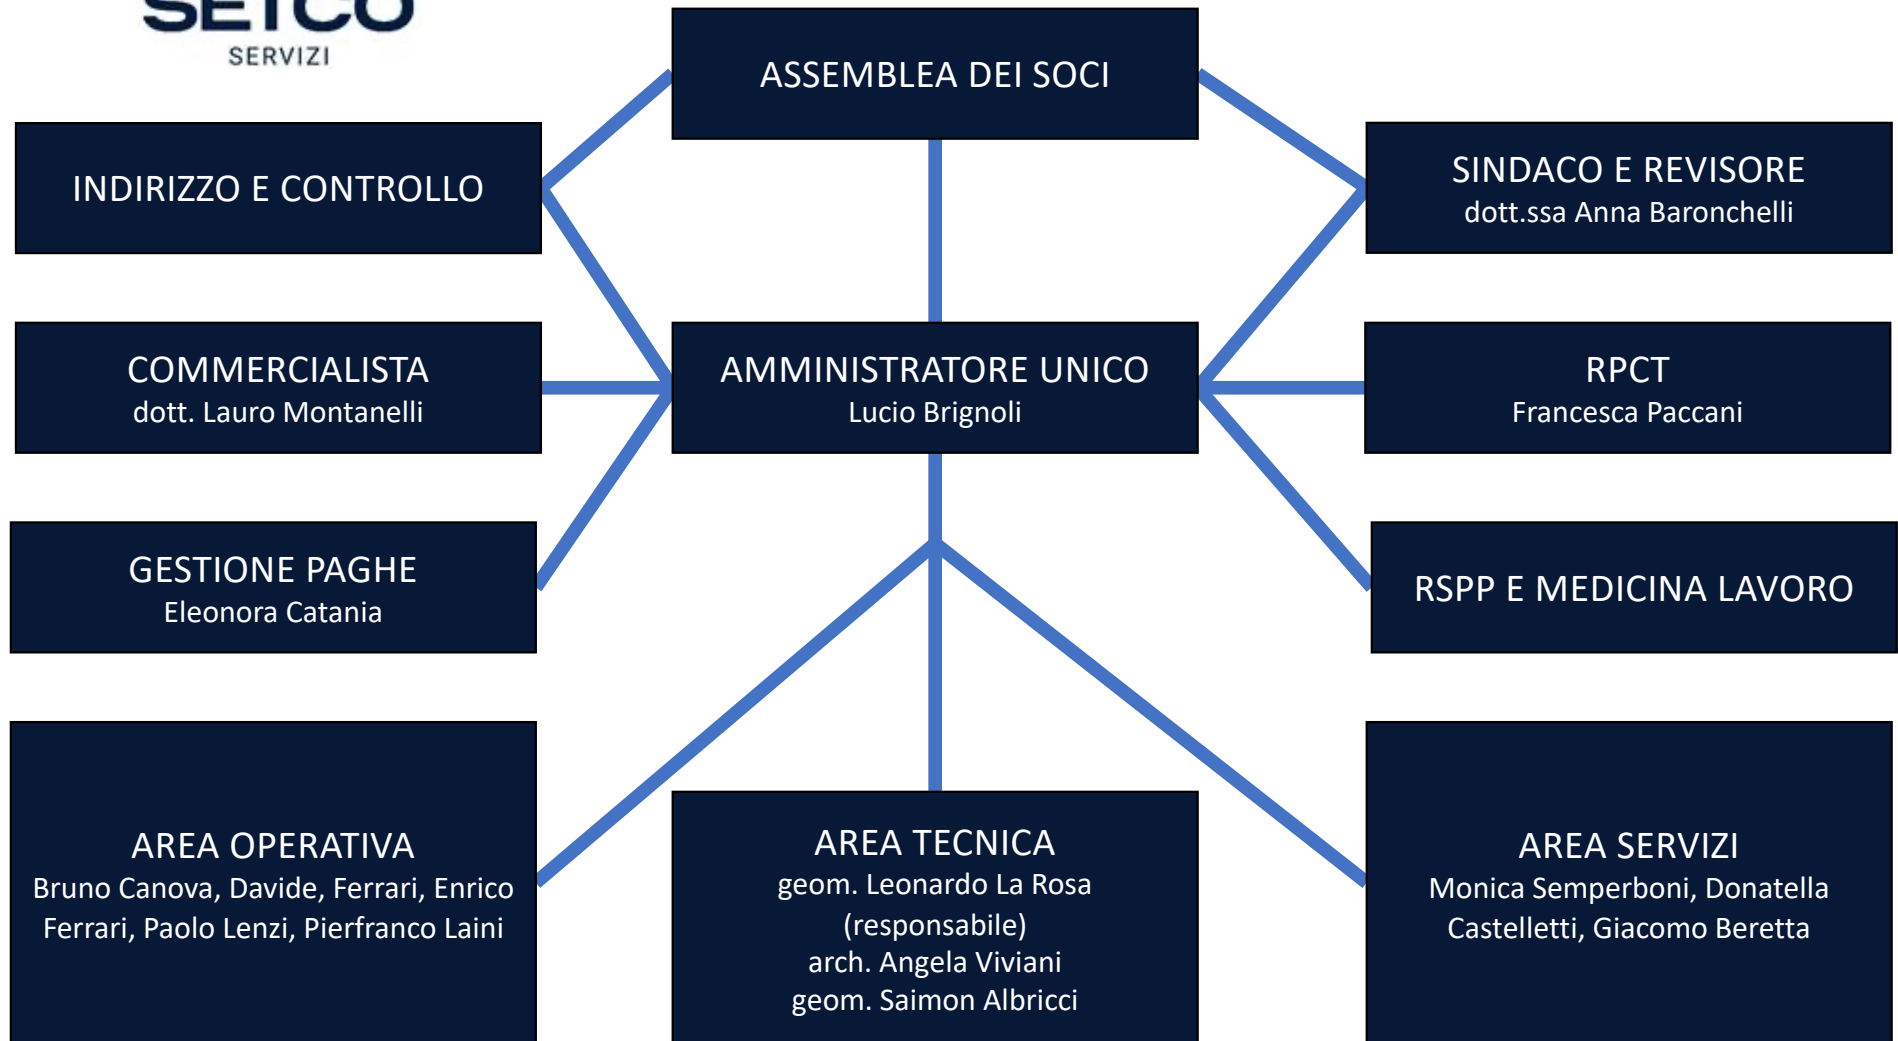 SETCO
SERVIZI
ASSEMBLEA DEI SOCI
INDIRIZZO E CONTROLLO
SINDACO E REVISORE
dott.ssa Anna Baronchelli
COMMERCIALISTA
dott. Lauro Montanelli
AMMINISTRATORE UNICO
Lucio Brignoli
RPCT
Francesca Paccani
GESTIONE PAGHE
Eleonora Catania
RSPP E MEDICINA LAVORO
AREA OPERATIVA
Bruno Canova, Davide, Ferrari, Enrico
Ferrari, Paolo Lenzi, Pierfranco Laini
AREA TECNICA
geom. Leonardo La Rosa
(responsabile)
arch. Angela Viviani
geom. Saimon Albricci
AREA SERVIZI
Monica Semperboni, Donatella
Castelletti, Giacomo Beretta